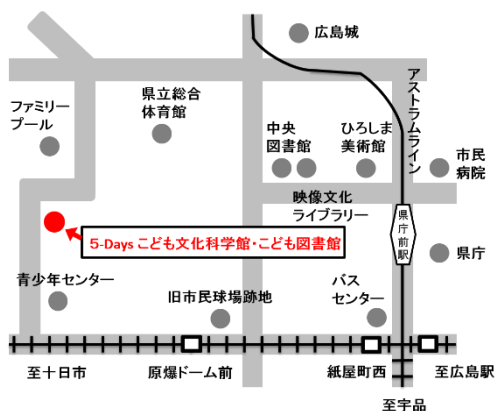 広島城
アストラムライン
ファミリー
プール
県立総合
体育館
中央
図書館
ひろしま
美術館
市民
病院
映像文化
ライブラリー
県庁前駅
5-Days こども文化科学館・こども図書館
県庁
青少年センター
旧市民球場跡地
バス
センター
至十日市
原爆ドーム前
紙屋町西
至広島駅
至宇品